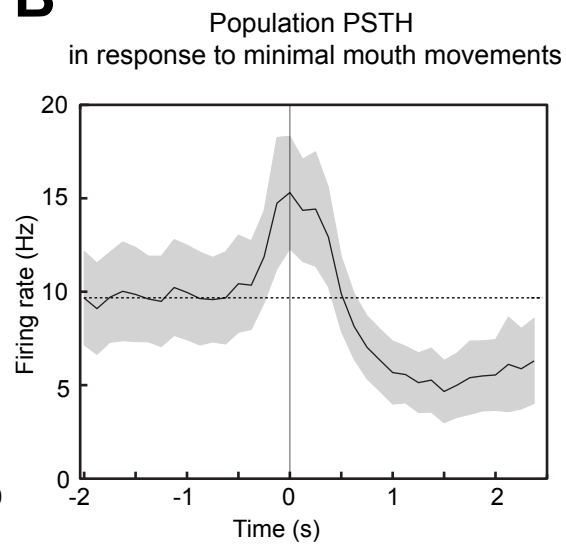 B
Population PSTH
in response to minimal mouth movements
20
15
10
5
0
Firing rate (Hz)
-2 -1 0 1 2
Time (s)